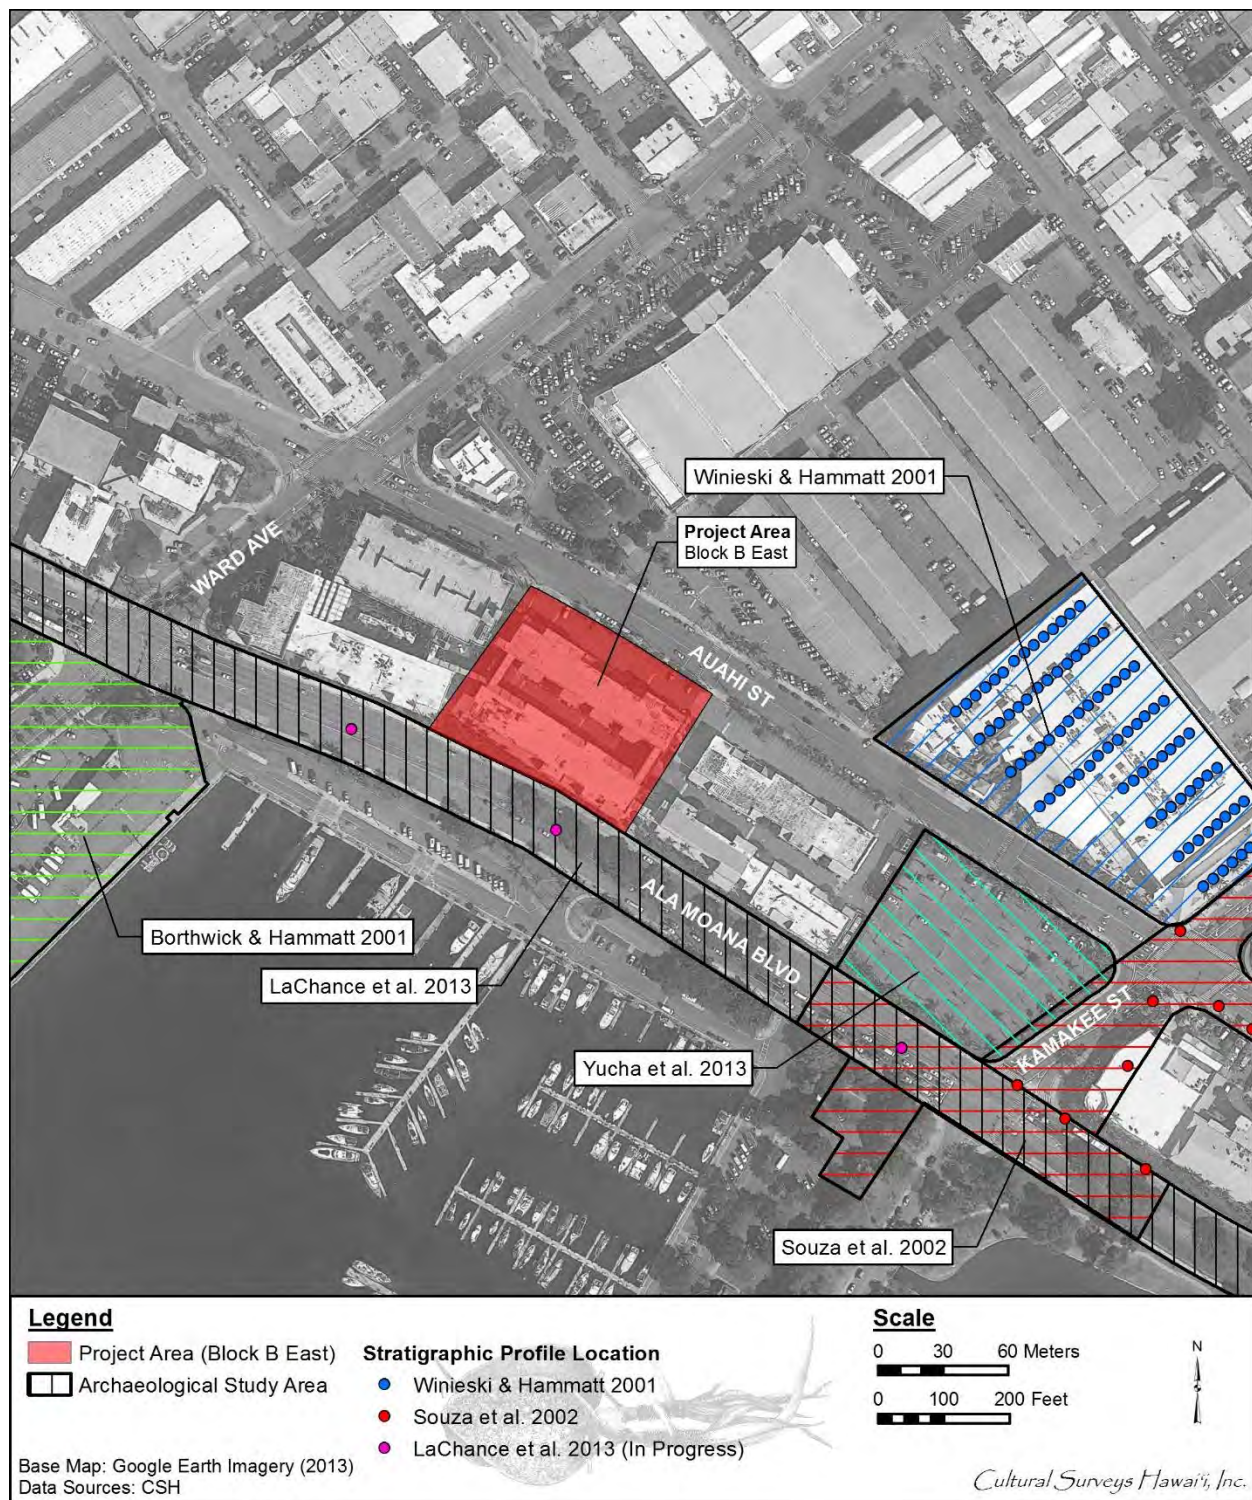 Winieski & Hammatt 2001
Project Area
Block B East
WARD AVE
AUAHI ST
Borthwick & Hammatt 2001
ALA MOANA BLVD
LaChance et al. 2013
KAMAKEE ST
Yucha et al. 2013
Souza et al. 2002
Legend
Project Area (Block B East)
Archaeological Study Area
Base Map: Google Earth Imagery (2013)
Data Sources: CSH
Stratigraphic Profile Location
Winieski & Hammatt 2001
Souza et al. 2002
LaChance et al. 2013 (In Progress)
Scale
0 30 60 Meters
0 100 200 Feet
N
Cultural Surveys Hawai‘i, Inc.